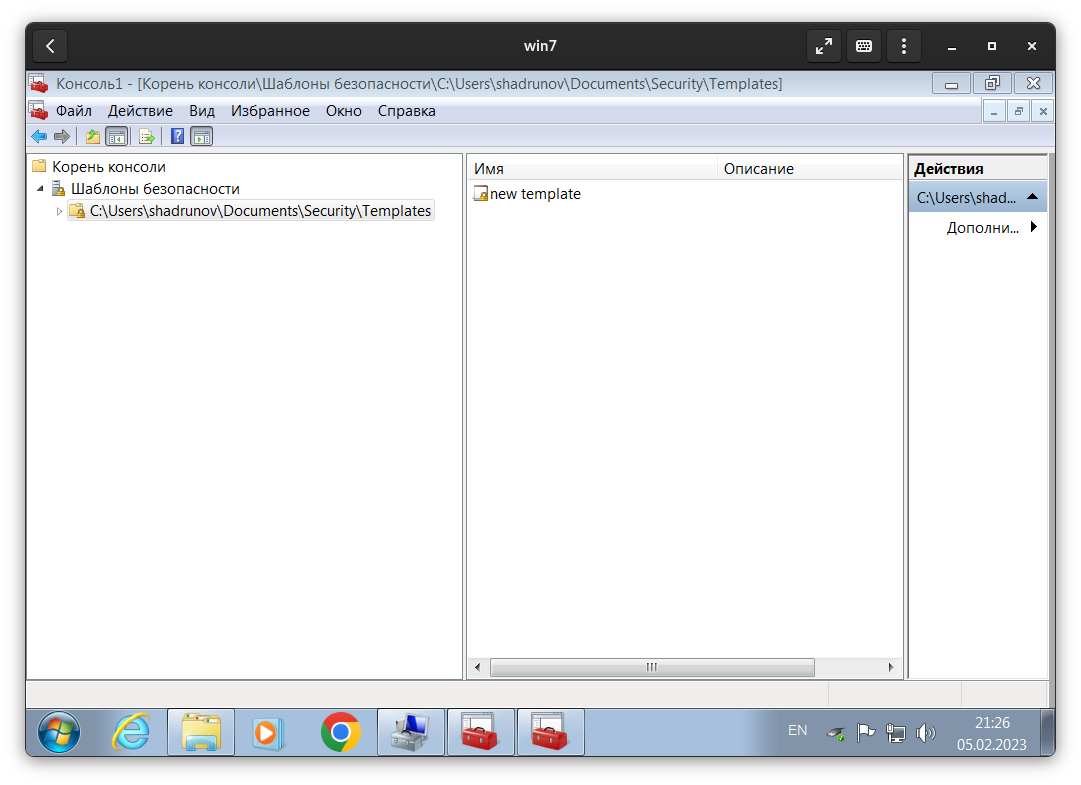 win7
Консоль1 - [Корень консоли\Шаблоны безопасности\C:\Users\shadrunov\Documents\Security\Templates]
Файл Действие Вид Избранное Окно Справка
Корень консоли
Шаблоны безопасности
C:\Users\shadrunov\Documents\Security\Templates
Имя Описание
new template
Действия
C:\Users\shad...
Дополни...
EN
21:26
05.02.2023